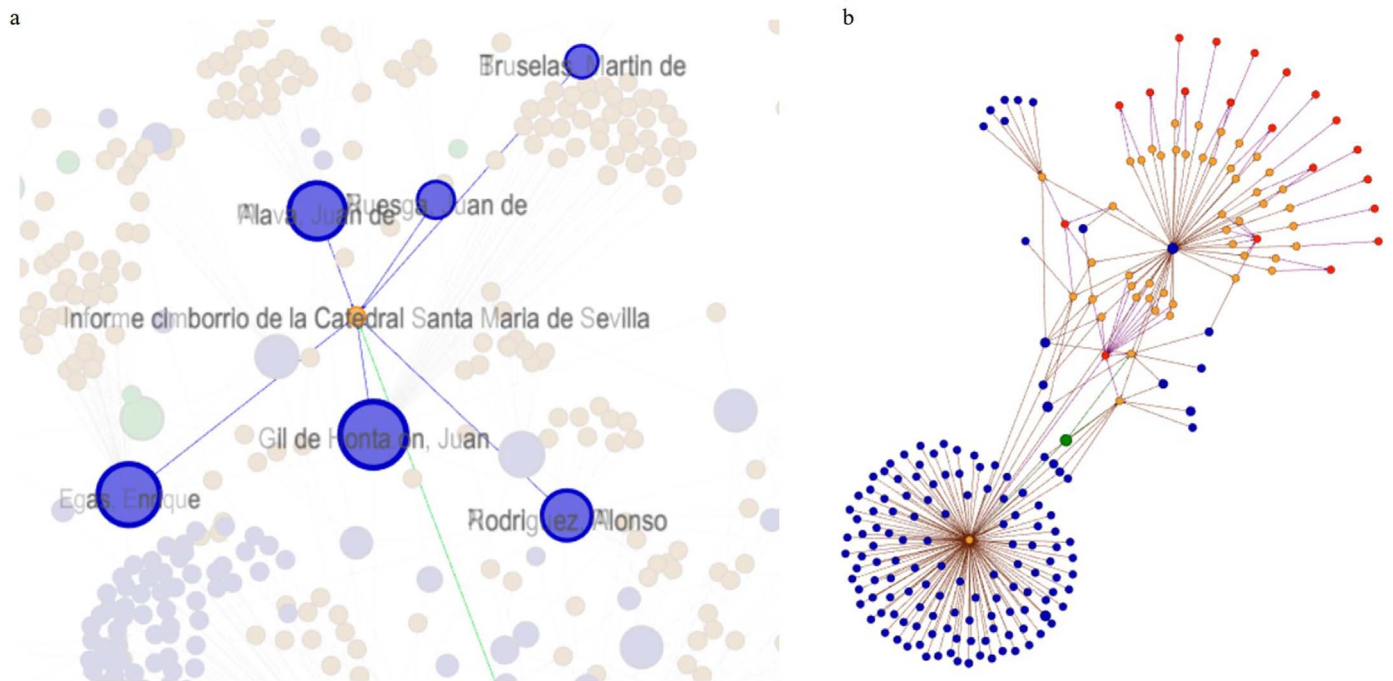 a
b
Bruselas, Martin de
Ruesga, Juan de
Alava, Juan de
Informe cimborrio de la Catedral Santa Maria de Sevilla
Gil de Hontañon, Juan
Egas, Enrique
Rodriguez, Alonso